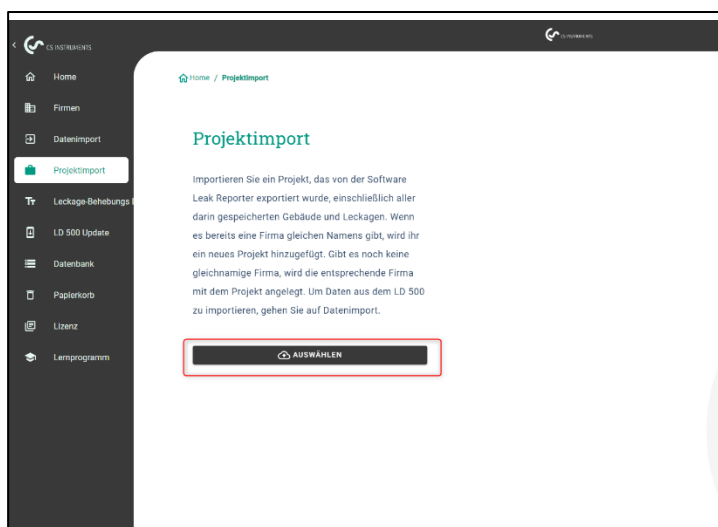 CS INSTRUMENTS
CS INSTRUMENTS
Home
Firmen
Datenimport
Projektimport
Leckage-Behebungs
LD 500 Update
Datenbank
Papierkorb
Lizenz
Lernprogramm
Home / Projektimport
Projektimport
Importieren Sie ein Projekt, das von der Software
Leak Reporter exportiert wurde, einschließlich aller
darin gespeicherten Gebäude und Leckagen. Wenn
es bereits eine Firma gleichen Namens gibt, wird ihr
ein neues Projekt hinzugefügt. Gibt es noch keine
gleichnamige Firma, wird die entsprechende Firma
mit dem Projekt angelegt. Um Daten aus dem LD 500
zu importieren, gehen Sie auf Datenimport.
AUSWÄHLEN